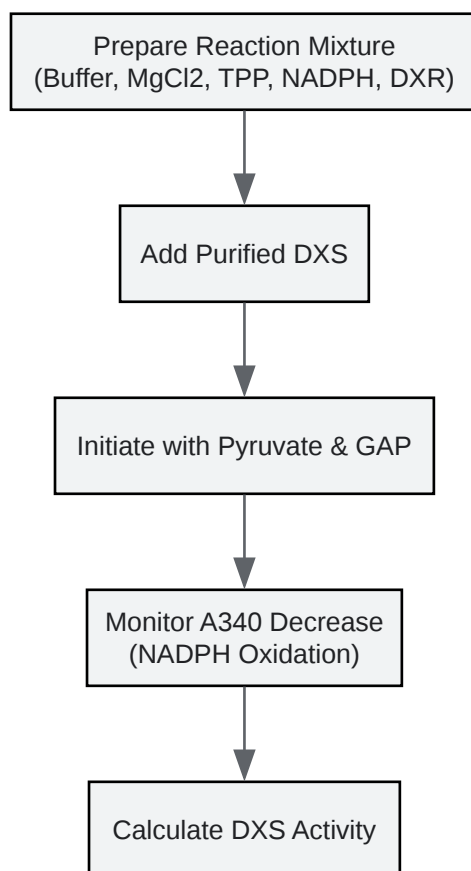 Prepare Reaction Mixture
(Buffer, MgCl2, TPP, NADPH, DXR)
Add Purified DXS
Initiate with Pyruvate & GAP
Monitor A340 Decrease
(NADPH Oxidation)
Calculate DXS Activity